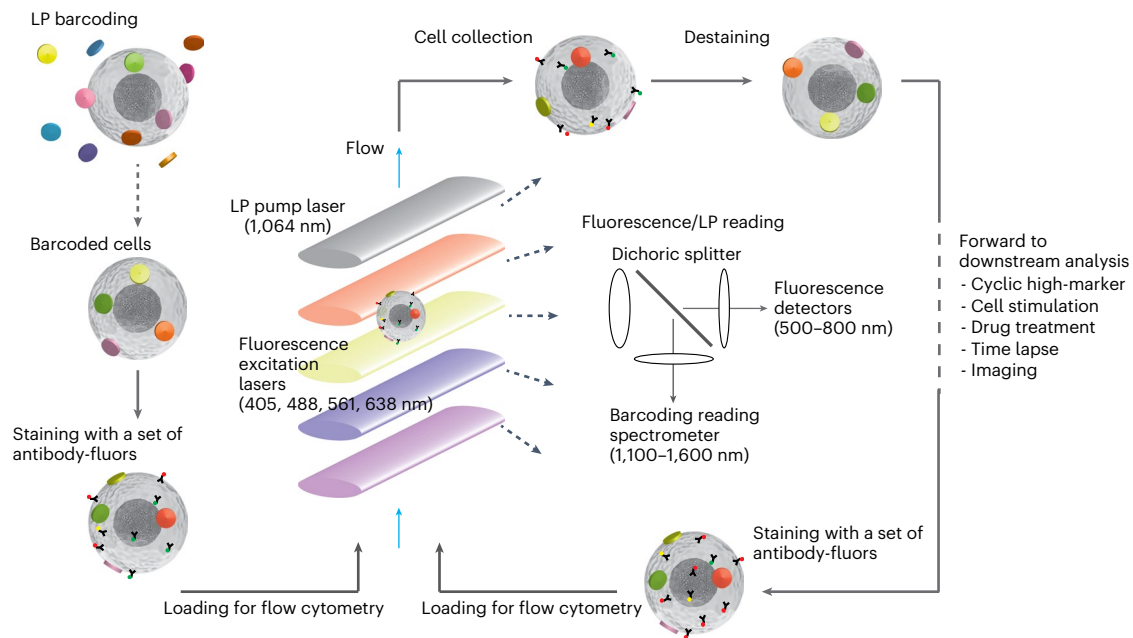 LP barcoding
Barcoded cells
Staining with a set of
antibody-fluors
Loading for flow cytometry
Flow
LP pump laser
(1,064 nm)
Fluorescence
excitation
lasers
(405, 488, 561, 638 nm)
Cell collection
Destaining
Fluorescence/LP reading
Dichoric splitter
Fluorescence
detectors
(500–800 nm)
Barcoding reading
spectrometer
(1,100–1,600 nm)
Forward to
downstream analysis
- Cyclic high-marker
- Cell stimulation
- Drug treatment
- Time lapse
- Imaging
Staining with a set of
antibody-fluors
Loading for flow cytometry